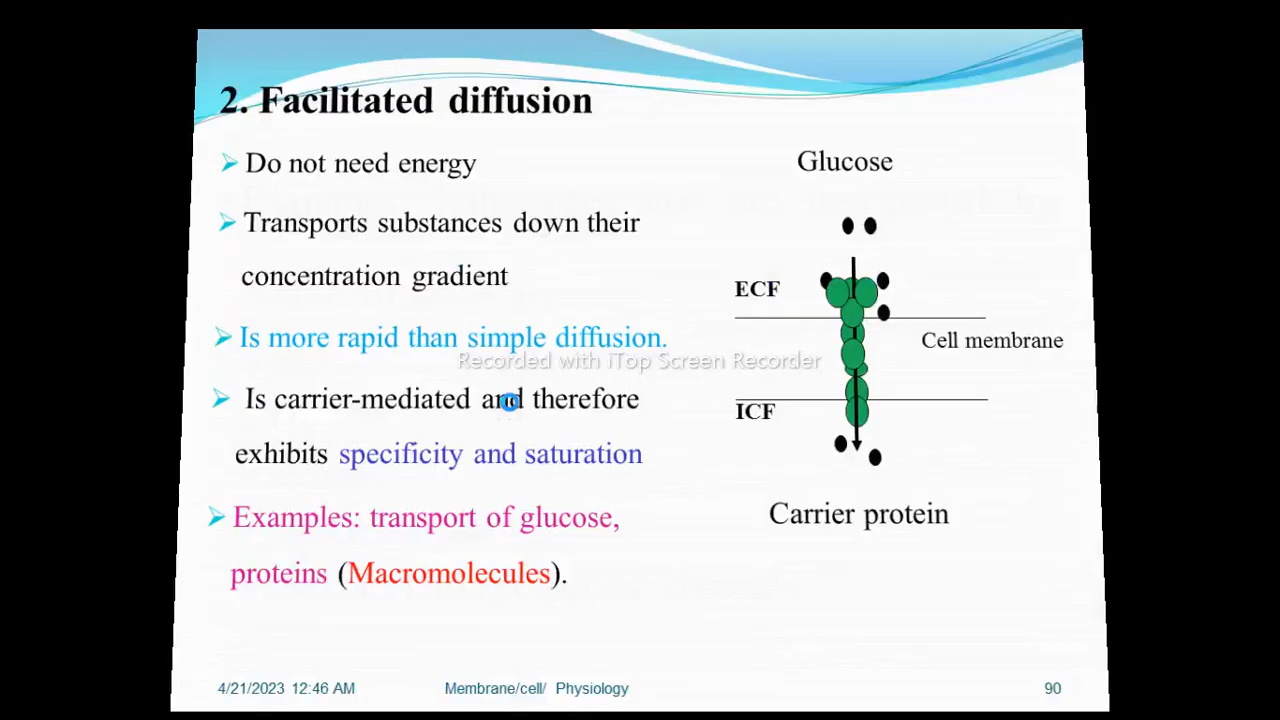 2. Facilitated diffusion
Do not need energy
Transports substances down their
concentration gradient
Is more rapid than simple diffusion.
Is carrier-mediated and therefore
exhibits specificity and saturation
Examples: transport of glucose,
proteins (Macromolecules).
Glucose
ECF
Cell membrane
ICF
Carrier protein
Recorded with iTop Screen Recorder
4/21/2023 12:46 AM
Membrane/cell/ Physiology
90